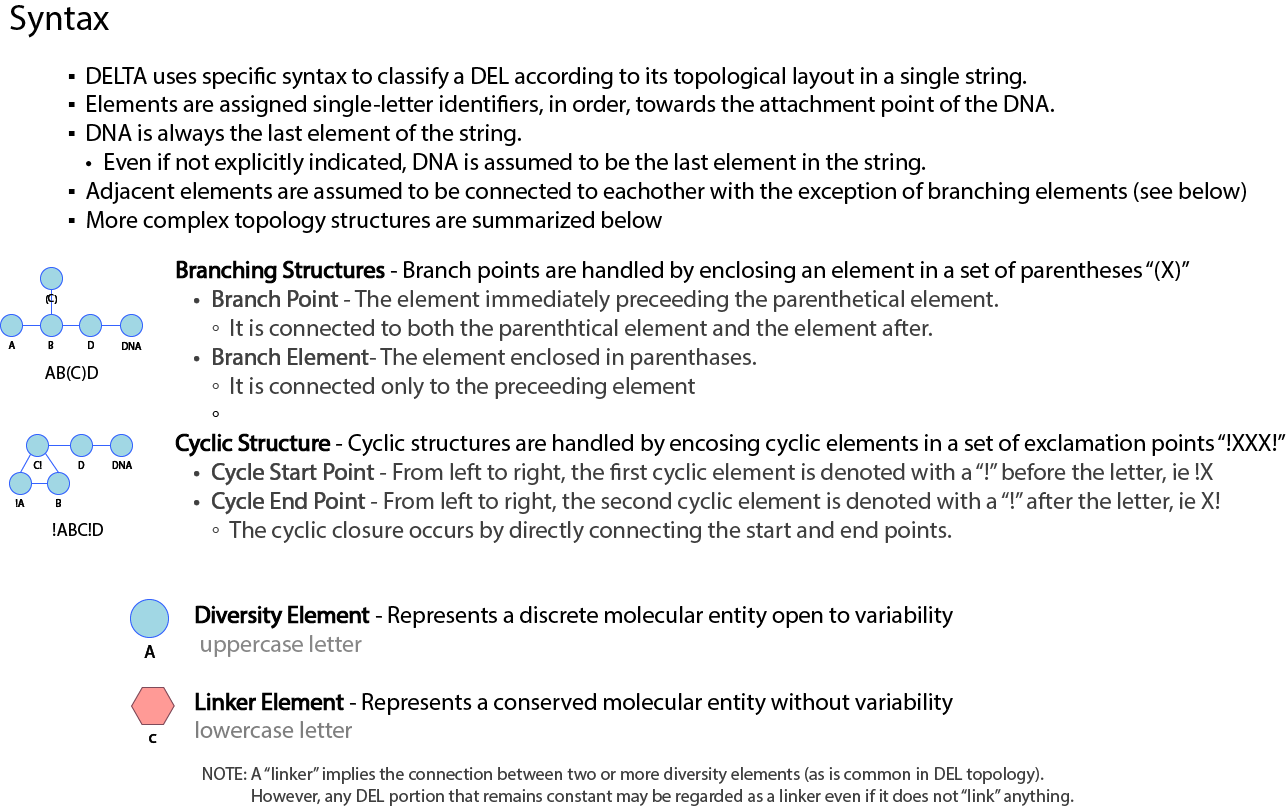 Syntax
▪ DELTA uses specific syntax to classify a DEL according to its topological layout in a single string.
▪ Elements are assigned single-letter identifiers, in order, towards the attachment point of the DNA.
▪ DNA is always the last element of the string.
• Even if not explicitly indicated, DNA is assumed to be the last element in the string.
▪ Adjacent elements are assumed to be connected to eachother with the exception of branching elements (see below)
▪ More complex topology structures are summarized below
Branching Structures - Branch points are handled by enclosing an element in a set of parentheses “(X)”
• Branch Point - The element immediately preceeding the parenthetical element.
◦ It is connected to both the parenthtical element and the element after.
• Branch Element- The element enclosed in parenthases.
◦ It is connected only to the preceeding element
◦
(C)
A B D DNA
AB(C)D
Cyclic Structure - Cyclic structures are handled by encosing cyclic elements in a set of exclamation points “!XXX!”
• Cycle Start Point - From left to right, the first cyclic element is denoted with a “!” before the letter, ie !X
• Cycle End Point - From left to right, the second cyclic element is denoted with a “!” after the letter, ie X!
◦ The cyclic closure occurs by directly connecting the start and end points.
C! D DNA
!A B
!ABC!D
Diversity Element - Represents a discrete molecular entity open to variability
uppercase letter
A
Linker Element - Represents a conserved molecular entity without variability
lowercase letter
c
NOTE: A “linker” implies the connection between two or more diversity elements (as is common in DEL topology).
However, any DEL portion that remains constant may be regarded as a linker even if it does not “link” anything.